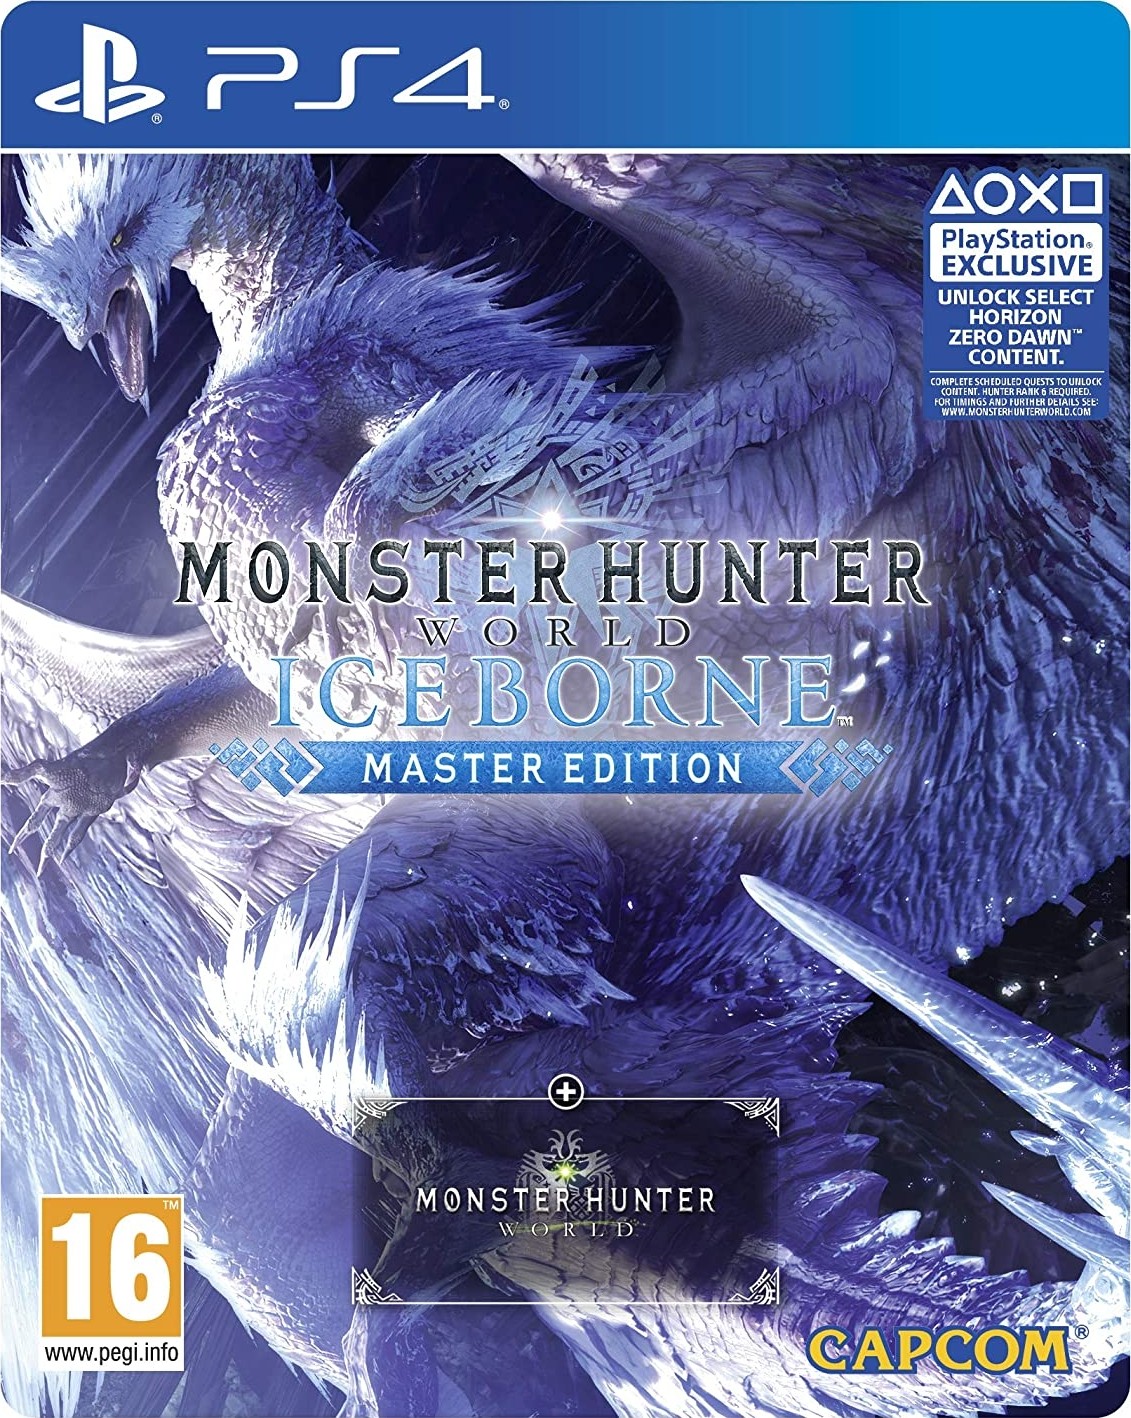 PS4®
△○×□
PlayStation®
EXCLUSIVE
UNLOCK SELECT
HORIZON
ZERO DAWN™
CONTENT.
COMPLETE SCHEDULED QUESTS TO UNLOCK
CONTENT. HUNTER RANK 6 REQUIRED.
FOR TIMINGS AND FURTHER DETAILS SEE:
WWW.MONSTERHUNTERWORLD.COM
MONSTER HUNTER
WORLD
ICEBORNE™
MASTER EDITION
+
MONSTER HUNTER
WORLD™
16™
www.pegi.info
CAPCOM®